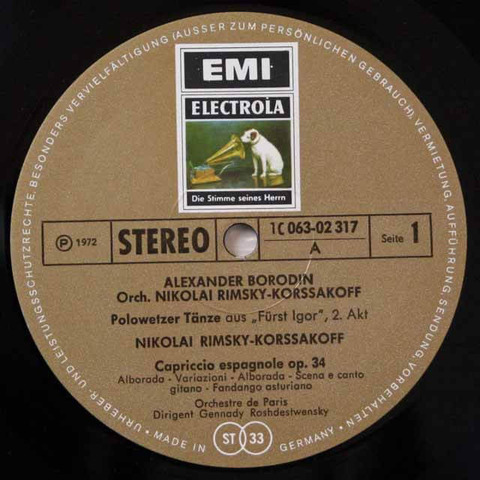 EMI
ELECTROLA
Die Stimme seines Herrn
Ⓟ 1972
STEREO
1 C 063-02 317
A
Seite 1
ALEXANDER BORODIN
Orch. NIKOLAI RIMSKY-KORSSAKOFF
Polowetzer Tänze aus „Fürst Igor", 2. Akt
NIKOLAI RIMSKY-KORSSAKOFF
Capriccio espagnole op. 34
Alborada - Variazioni - Alborada - Scena e canto
gitano - Fandango asturiano
Orchestre de Paris
Dirigent Gennady Roshdestwensky
ST 33
URHEBER- UND LEISTUNGSSCHUTZRECHTE, BESONDERS VERVIELFÄLTIGUNG (AUSSER ZUM PERSÖNLICHEN GEBRAUCH), VERMIETUNG, AUFFÜHRUNG, SENDUNG, VORBEHALTEN
• MADE IN GERMANY •